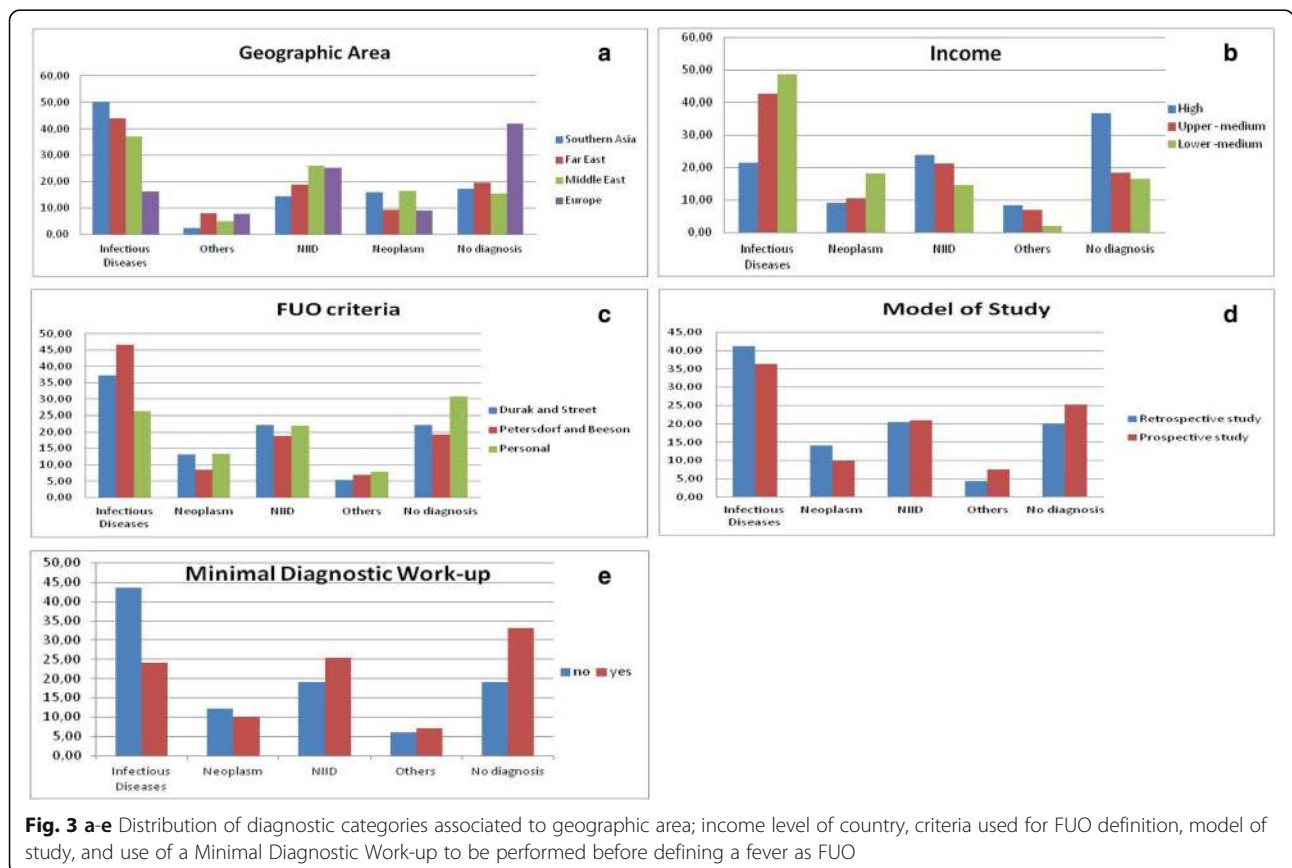 Geographic Area
a
60,00
50,00
40,00
30,00
20,00
10,00
0,00
Infectious
Diseases
Others
NIID
Neoplasm
No diagnosis
Southern Asia
Far East
Middle East
Europe
Income
b
60,00
50,00
40,00
30,00
20,00
10,00
0,00
Infectious
Diseases
Neoplasm
NIID
Others
No diagnosis
High
Upper -medium
Lower -medium
FUO criteria
c
50,00
45,00
40,00
35,00
30,00
25,00
20,00
15,00
10,00
5,00
0,00
Infectious
Diseases
Neoplasm
NIID
Others
No diagnosis
Durak and Street
Petersdorf and Beeson
Personal
Model of Study
d
45,00
40,00
35,00
30,00
25,00
20,00
15,00
10,00
5,00
0,00
Infectious
Diseases
Neoplasm
NIID
Others
No diagnosis
Retrospective study
Prospective study
Minimal Diagnostic Work-up
e
50,00
45,00
40,00
35,00
30,00
25,00
20,00
15,00
10,00
5,00
0,00
Infectious
Diseases
Neoplasm
NIID
Others
No diagnosis
no yes
Fig. 3 a-e Distribution of diagnostic categories associated to geographic area; income level of country, criteria used for FUO definition, model of
study, and use of a Minimal Diagnostic Work-up to be performed before defining a fever as FUO